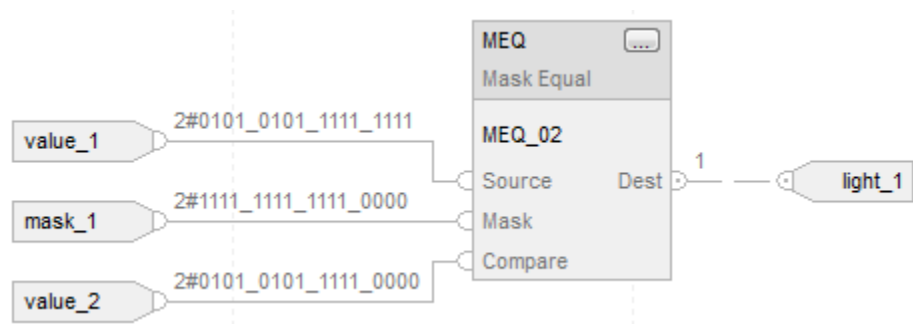 MEQ ...
Mask Equal
MEQ_02
value_1 2#0101_0101_1111_1111
Source Dest 1 light_1
mask_1 2#1111_1111_1111_0000
Mask
Compare
value_2 2#0101_0101_1111_0000